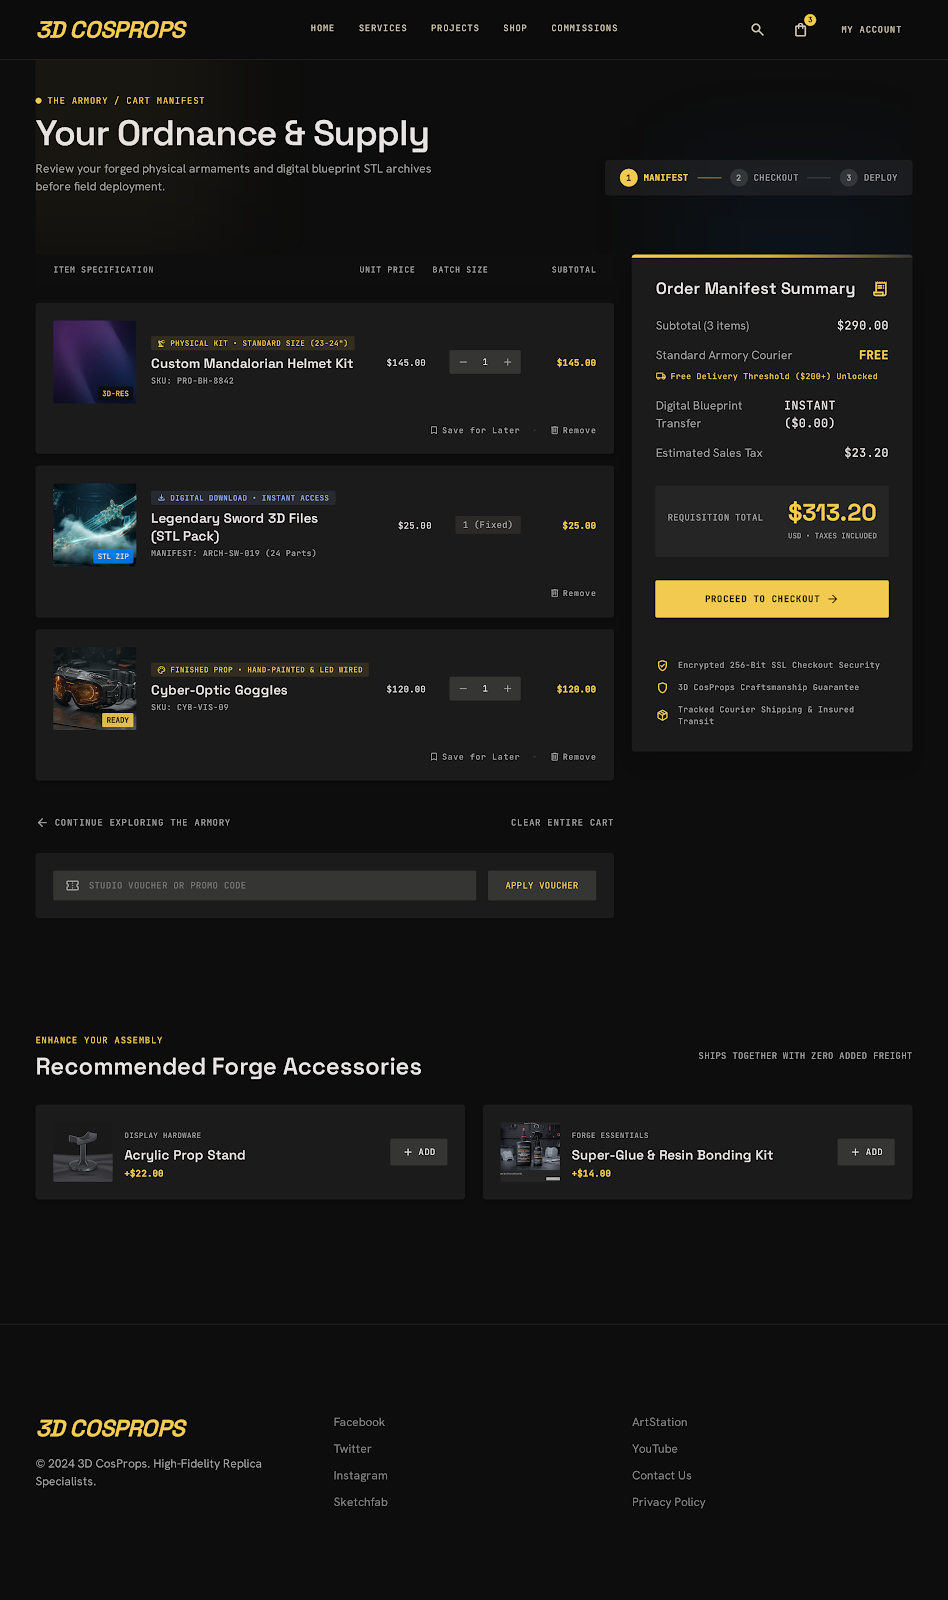 3D COSPROPS
HOME SERVICES PROJECTS SHOP COMMISSIONS
3
MY ACCOUNT
THE ARMORY / CART MANIFEST
Your Ordnance & Supply
Review your forged physical armaments and digital blueprint STL archives
before field deployment.
1 MANIFEST 2 CHECKOUT 3 DEPLOY
ITEM SPECIFICATION UNIT PRICE BATCH SIZE SUBTOTAL
3D-RES
PHYSICAL KIT • STANDARD SIZE (23-24")
Custom Mandalorian Helmet Kit
SKU: PRO-BH-8842
$145.00 − 1 + $145.00
Save for Later · Remove
STL ZIP
DIGITAL DOWNLOAD • INSTANT ACCESS
Legendary Sword 3D Files
(STL Pack)
MANIFEST: ARCH-SW-019 (24 Parts)
$25.00 1 (Fixed) $25.00
Remove
READY
FINISHED PROP • HAND-PAINTED & LED WIRED
Cyber-Optic Goggles
SKU: CYB-VIS-09
$120.00 − 1 + $120.00
Save for Later · Remove
← CONTINUE EXPLORING THE ARMORY
CLEAR ENTIRE CART
STUDIO VOUCHER OR PROMO CODE
APPLY VOUCHER
Order Manifest Summary
Subtotal (3 items) $290.00
Standard Armory Courier FREE
Free Delivery Threshold ($200+) Unlocked
Digital Blueprint INSTANT
Transfer ($0.00)
Estimated Sales Tax $23.20
REQUISITION TOTAL $313.20
USD • TAXES INCLUDED
PROCEED TO CHECKOUT →
Encrypted 256-Bit SSL Checkout Security
3D CosProps Craftsmanship Guarantee
Tracked Courier Shipping & Insured
Transit
ENHANCE YOUR ASSEMBLY
Recommended Forge Accessories
SHIPS TOGETHER WITH ZERO ADDED FREIGHT
DISPLAY HARDWARE
Acrylic Prop Stand
+$22.00
+ ADD
FORGE ESSENTIALS
Super-Glue & Resin Bonding Kit
+$14.00
+ ADD
3D COSPROPS
© 2024 3D CosProps. High-Fidelity Replica
Specialists.
Facebook
Twitter
Instagram
Sketchfab
ArtStation
YouTube
Contact Us
Privacy Policy